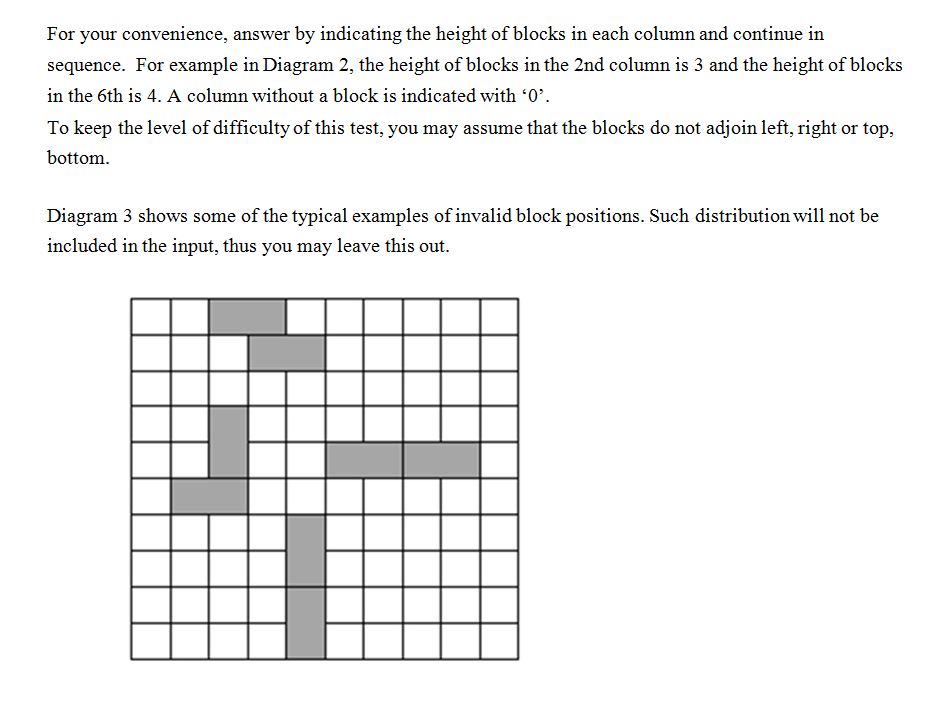 For your convenience, answer by indicating the height of blocks in each column and continue in
sequence.  For example in Diagram 2, the height of blocks in the 2nd column is 3 and the height of blocks
in the 6th is 4. A column without a block is indicated with ‘0’.
To keep the level of difficulty of this test, you may assume that the blocks do not adjoin left, right or top,
bottom.
Diagram 3 shows some of the typical examples of invalid block positions. Such distribution will not be
included in the input, thus you may leave this out.